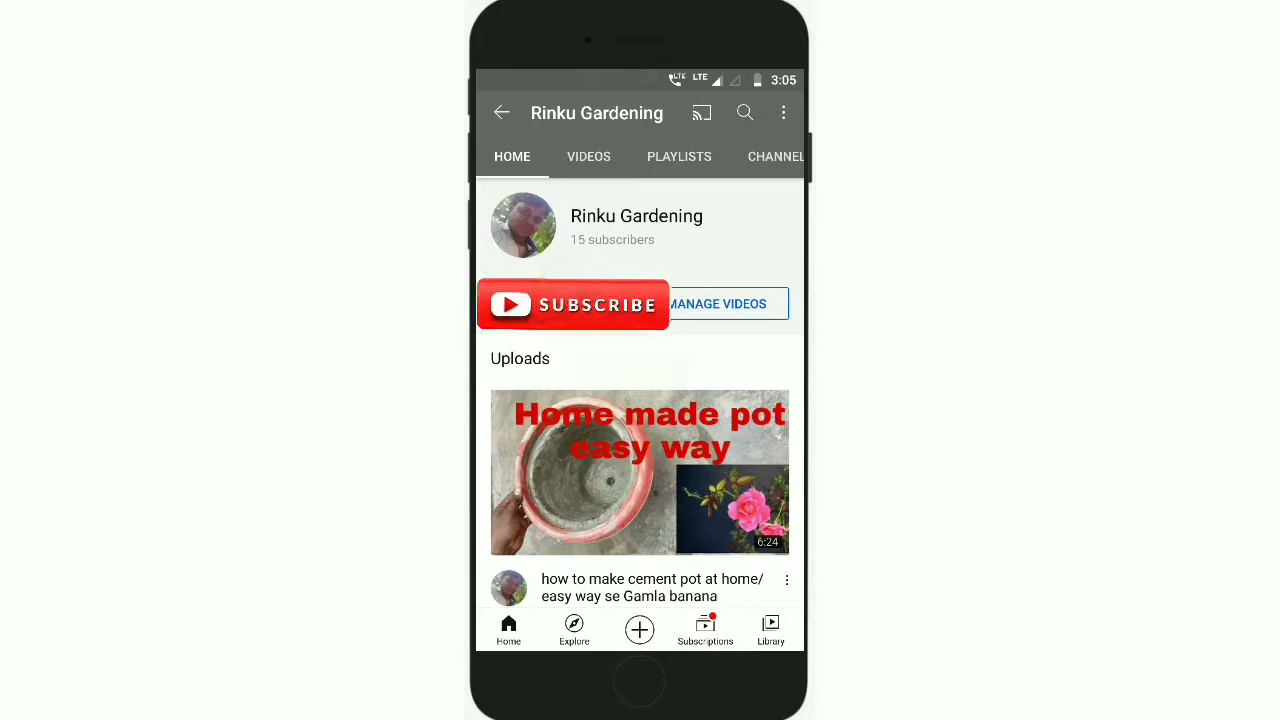 LTE LTE 3:05
Rinku Gardening
HOME VIDEOS PLAYLISTS CHANNEL
Rinku Gardening
15 subscribers
SUBSCRIBE MANAGE VIDEOS
Uploads
Home made pot
easy way
6:24
how to make cement pot at home/
easy way se Gamla banana
Home Explore Subscriptions Library